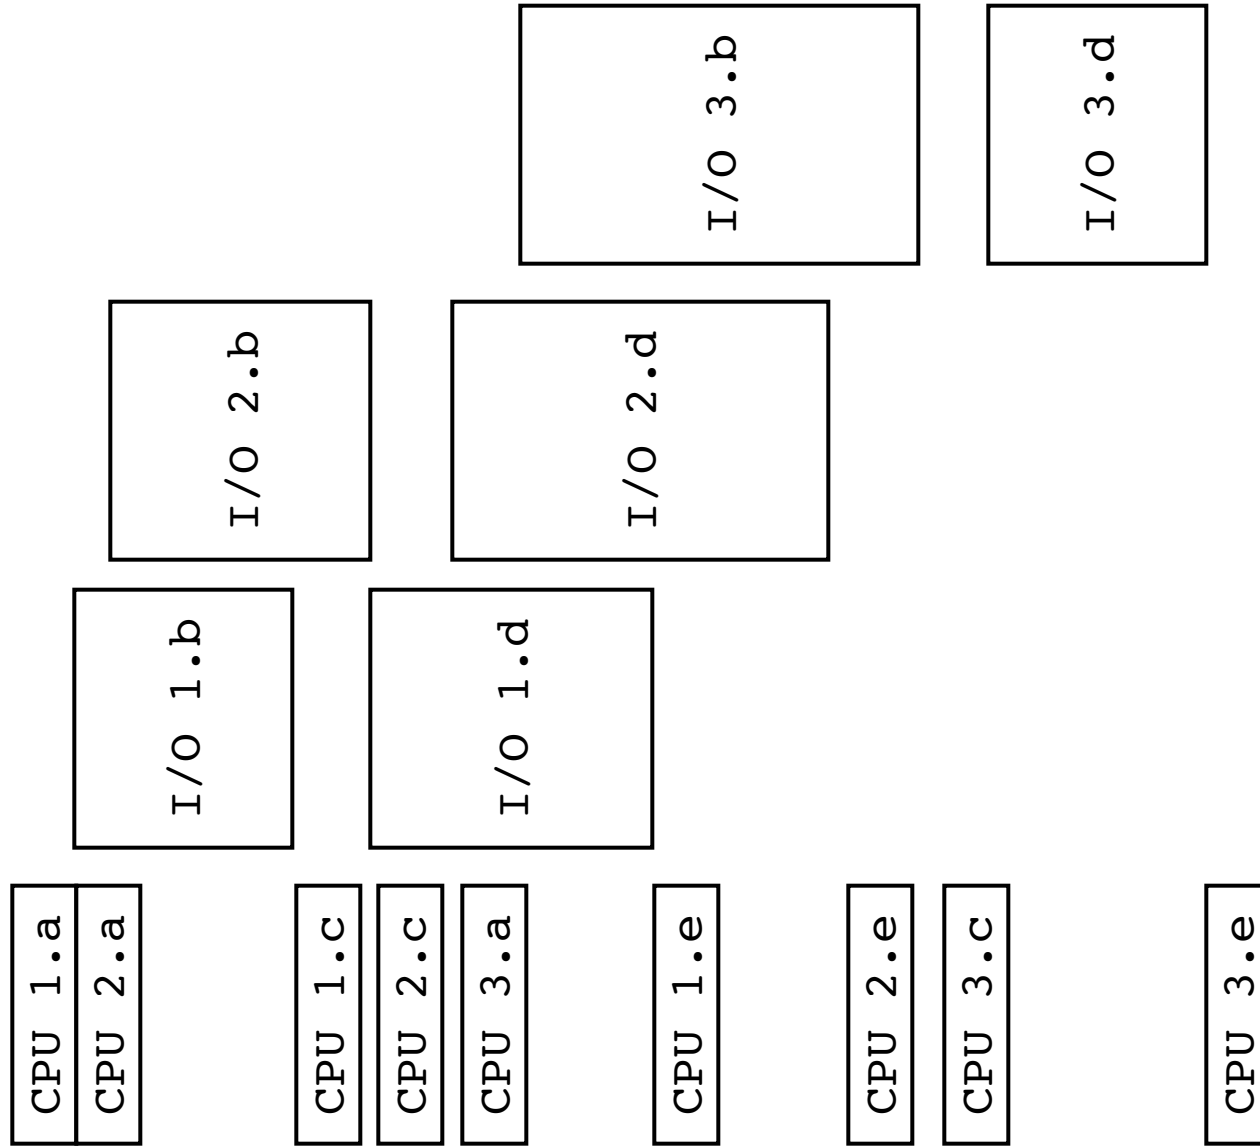 I/O 3.b
I/O 3.d
I/O 2.b
I/O 2.d
I/O 1.b
I/O 1.d
CPU 1.a
CPU 2.a
CPU 1.c
CPU 2.c
CPU 3.a
CPU 1.e
CPU 2.e
CPU 3.c
CPU 3.e